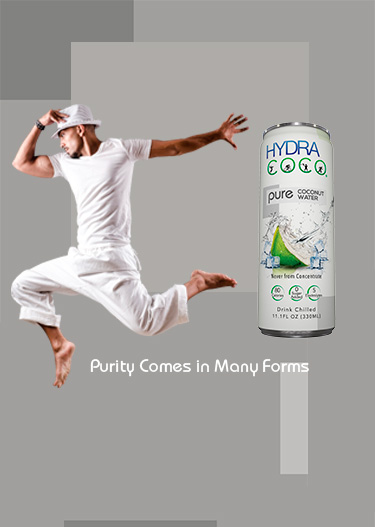 HYDRA
COCO
pure COCONUT
WATER
Never from Concentrate
Drink Chilled
11.1FL OZ (330ML)
Purity Comes in Many Forms